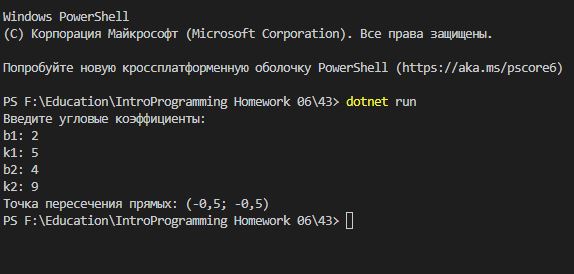 Windows PowerShell
(C) Корпорация Майкрософт (Microsoft Corporation). Все права защищены.
Попробуйте новую кроссплатформенную оболочку PowerShell (https://aka.ms/pscore6)
PS F:\Education\IntroProgramming Homework 06\43> dotnet run
Введите угловые коэффициенты:
b1: 2
k1: 5
b2: 4
k2: 9
Точка пересечения прямых: (-0,5; -0,5)
PS F:\Education\IntroProgramming Homework 06\43>